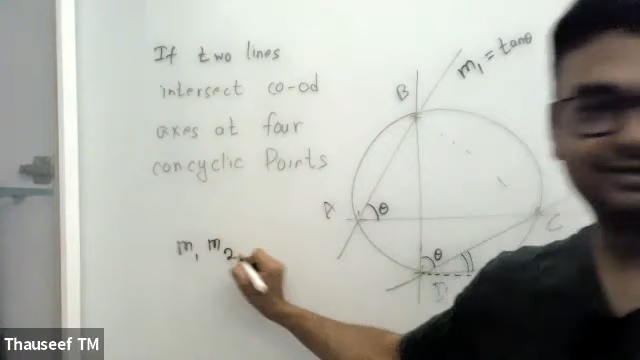 If two lines
intersect co-od
axes at four
concyclic Points
m₁ = tanθ
B
A θ
C
θ
D
m₁ m₂
Thauseef TM